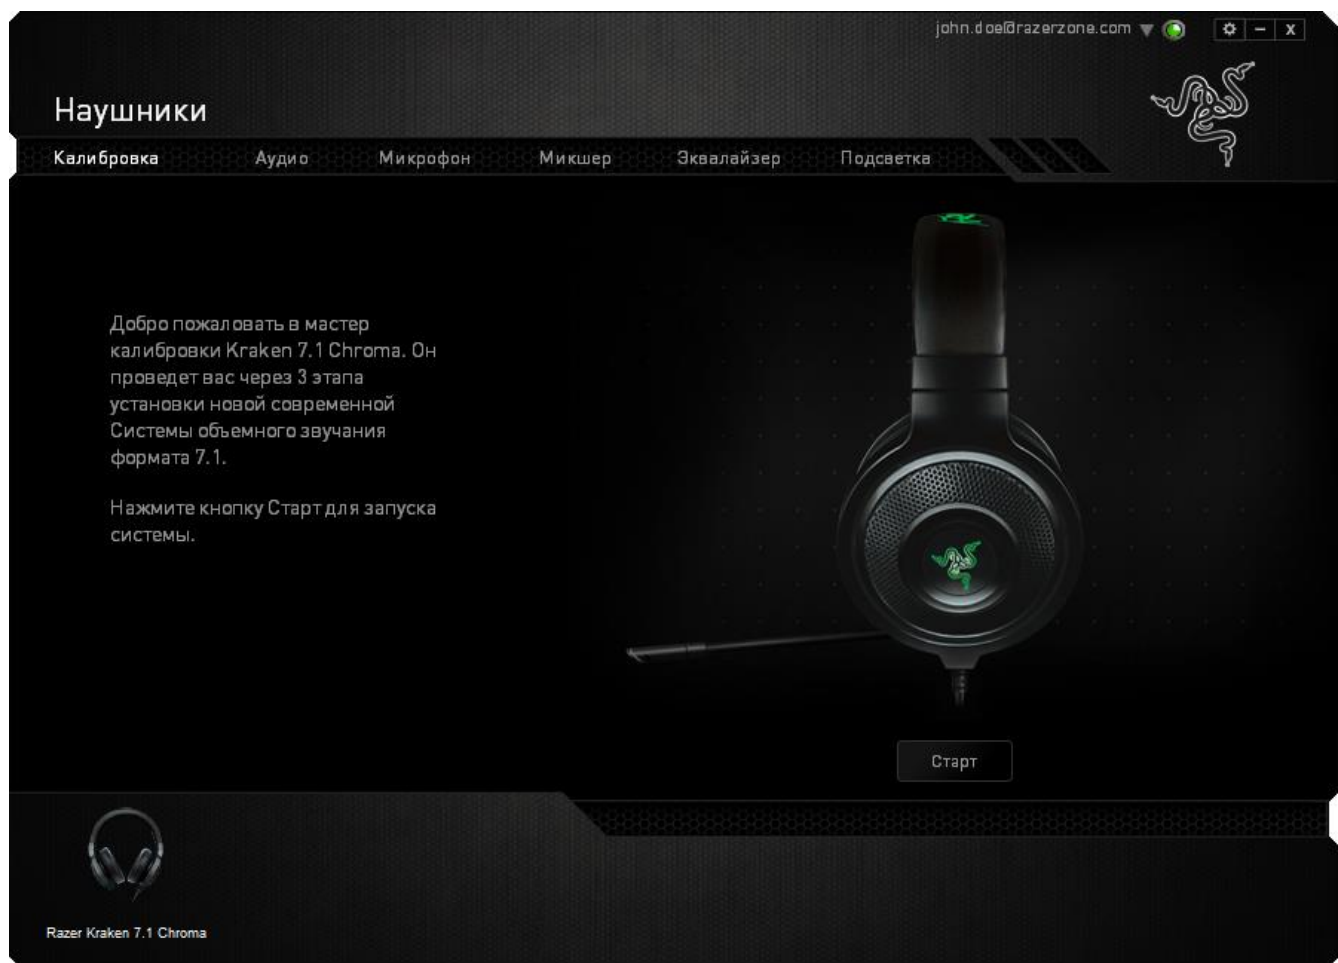 john.doe@razerzone.com
x
Наушники
Калибровка Аудио Микрофон Микшер Эквалайзер Подсветка
Добро пожаловать в мастер
калибровки Kraken 7.1 Chroma. Он
проведет вас через 3 этапа
установки новой современной
Системы объемного звучания
формата 7.1.
Нажмите кнопку Старт для запуска
системы.
Старт
Razer Kraken 7.1 Chroma